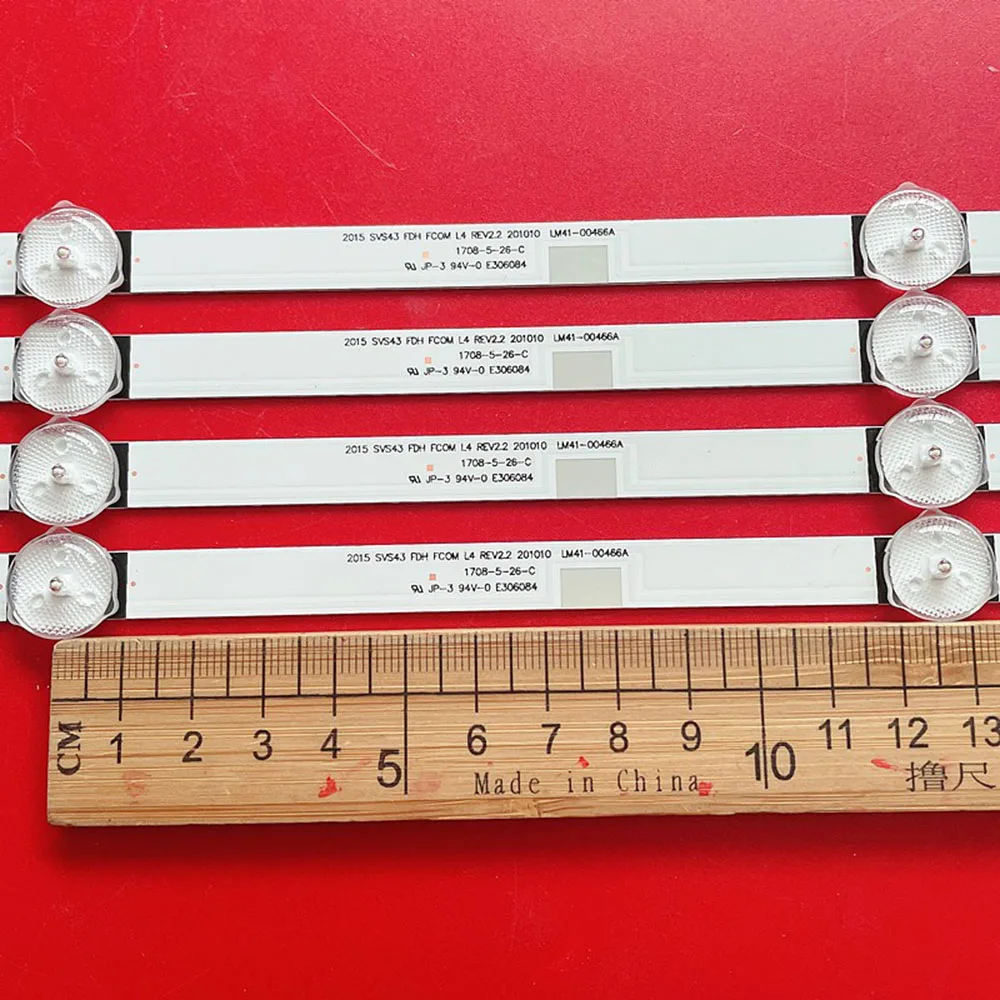 2015 SVS43 FDH FCOM L4 REV2.2 201010 LM41-00466A
1708-5-26-C
JP-3 94V-0 E306084
2015 SVS43 FDH FCOM L4 REV2.2 201010 LM41-00466A
1708-5-26-C
JP-3 94V-0 E306084
2015 SVS43 FDH FCOM L4 REV2.2 201010 LM41-00466A
1708-5-26-C
JP-3 94V-0 E306084
2015 SVS43 FDH FCOM L4 REV2.2 201010 LM41-00466A
1708-5-26-C
JP-3 94V-0 E306084
CM 1 2 3 4 5 6 7 8 9 10 11 12 13
Made in China
撸尺